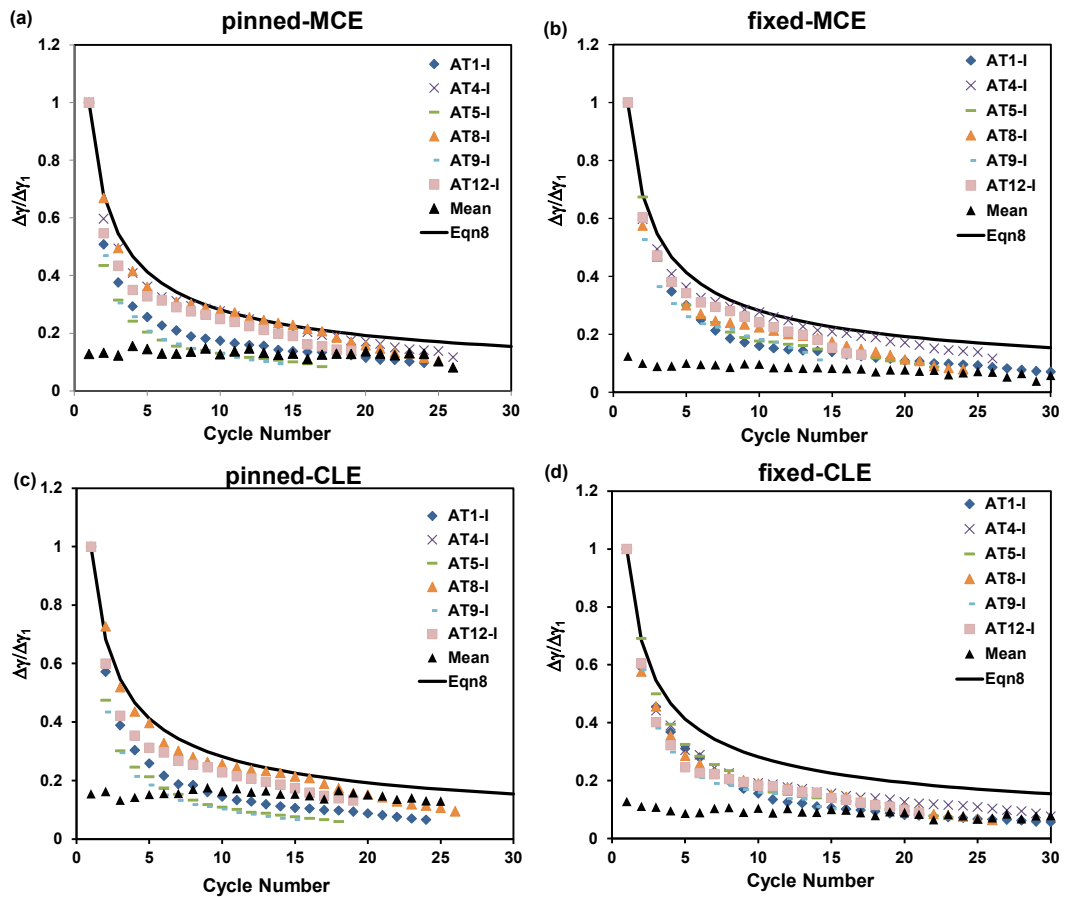 (a)
pinned-MCE
1.2
1
0.8
0.6
0.4
0.2
0
Δγ/Δγ₁
0 5 10 15 20 25 30
Cycle Number
AT1-I
AT4-I
AT5-I
AT8-I
AT9-I
AT12-I
Mean
Eqn8
(b)
fixed-MCE
1.2
1
0.8
0.6
0.4
0.2
0
Δγ/Δγ₁
0 5 10 15 20 25 30
Cycle Number
AT1-I
AT4-I
AT5-I
AT8-I
AT9-I
AT12-I
Mean
Eqn8
(c)
pinned-CLE
1.2
1
0.8
0.6
0.4
0.2
0
Δγ/Δγ₁
0 5 10 15 20 25 30
Cycle Number
AT1-I
AT4-I
AT5-I
AT8-I
AT9-I
AT12-I
Mean
Eqn8
(d)
fixed-CLE
1.2
1
0.8
0.6
0.4
0.2
0
Δγ/Δγ₁
0 5 10 15 20 25 30
Cycle Number
AT1-I
AT4-I
AT5-I
AT8-I
AT9-I
AT12-I
Mean
Eqn8